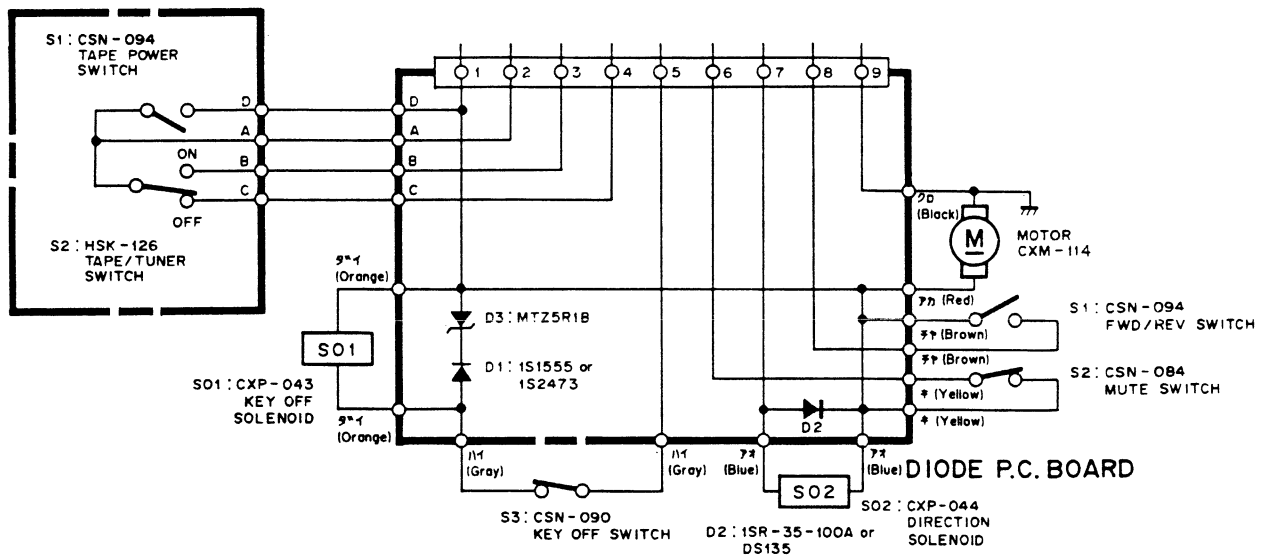 S1 : CSN-094
TAPE POWER
SWITCH
D
A
ON
B
C
OFF
S2 : HSK-126
TAPE/TUNER
SWITCH
1 2 3 4 5 6 7 8 9
D
A
B
C
クロ
(Black)
M
MOTOR
CXM-114
ダイ
(Orange)
アカ (Red)
S1 : CSN-094
FWD/REV SWITCH
チャ (Brown)
チャ (Brown)
D3 : MTZ5R1B
SO1
D1 : 1S1555 or
1S2473
SO1 : CXP-043
KEY OFF
SOLENOID
S2 : CSN-084
MUTE SWITCH
キ (Yellow)
キ (Yellow)
D2
ダイ
(Orange)
ハイ
(Gray)
ハイ
(Gray)
アオ
(Blue)
アオ
(Blue)
DIODE P.C. BOARD
SO2
S3 : CSN-090
KEY OFF SWITCH
SO2 : CXP-044
DIRECTION
SOLENOID
D2 : 1SR-35-100A or
DS135